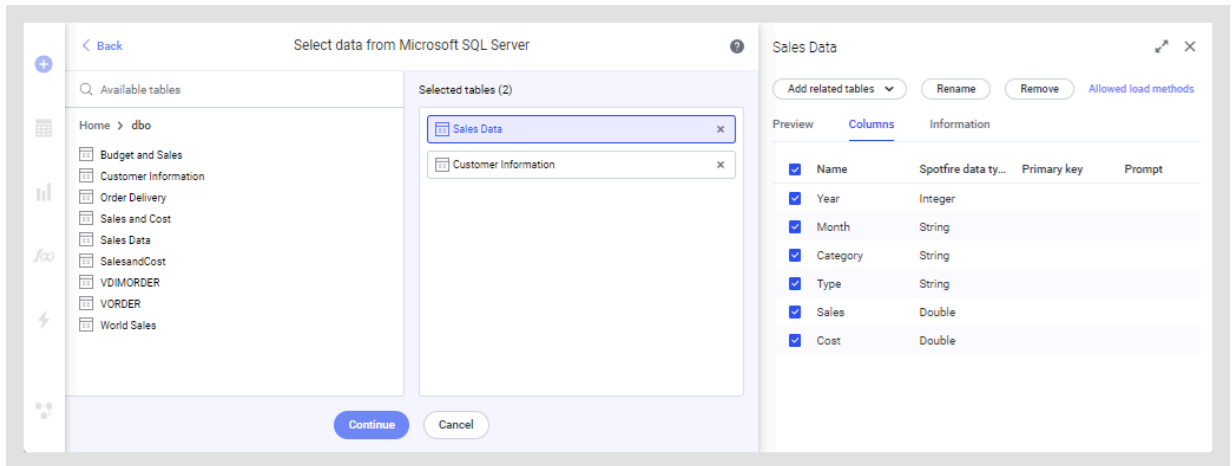 Back
Select data from Microsoft SQL Server
?
Available tables
Home > dbo
Budget and Sales
Customer Information
Order Delivery
Sales and Cost
Sales Data
SalesandCost
VDIMORDER
VORDER
World Sales
Selected tables (2)
Sales Data
Customer Information
Continue
Cancel
f(x)
Sales Data
Add related tables Rename Remove Allowed load methods
Preview Columns Information
Name Spotfire data ty... Primary key Prompt
Year Integer
Month String
Category String
Type String
Sales Double
Cost Double